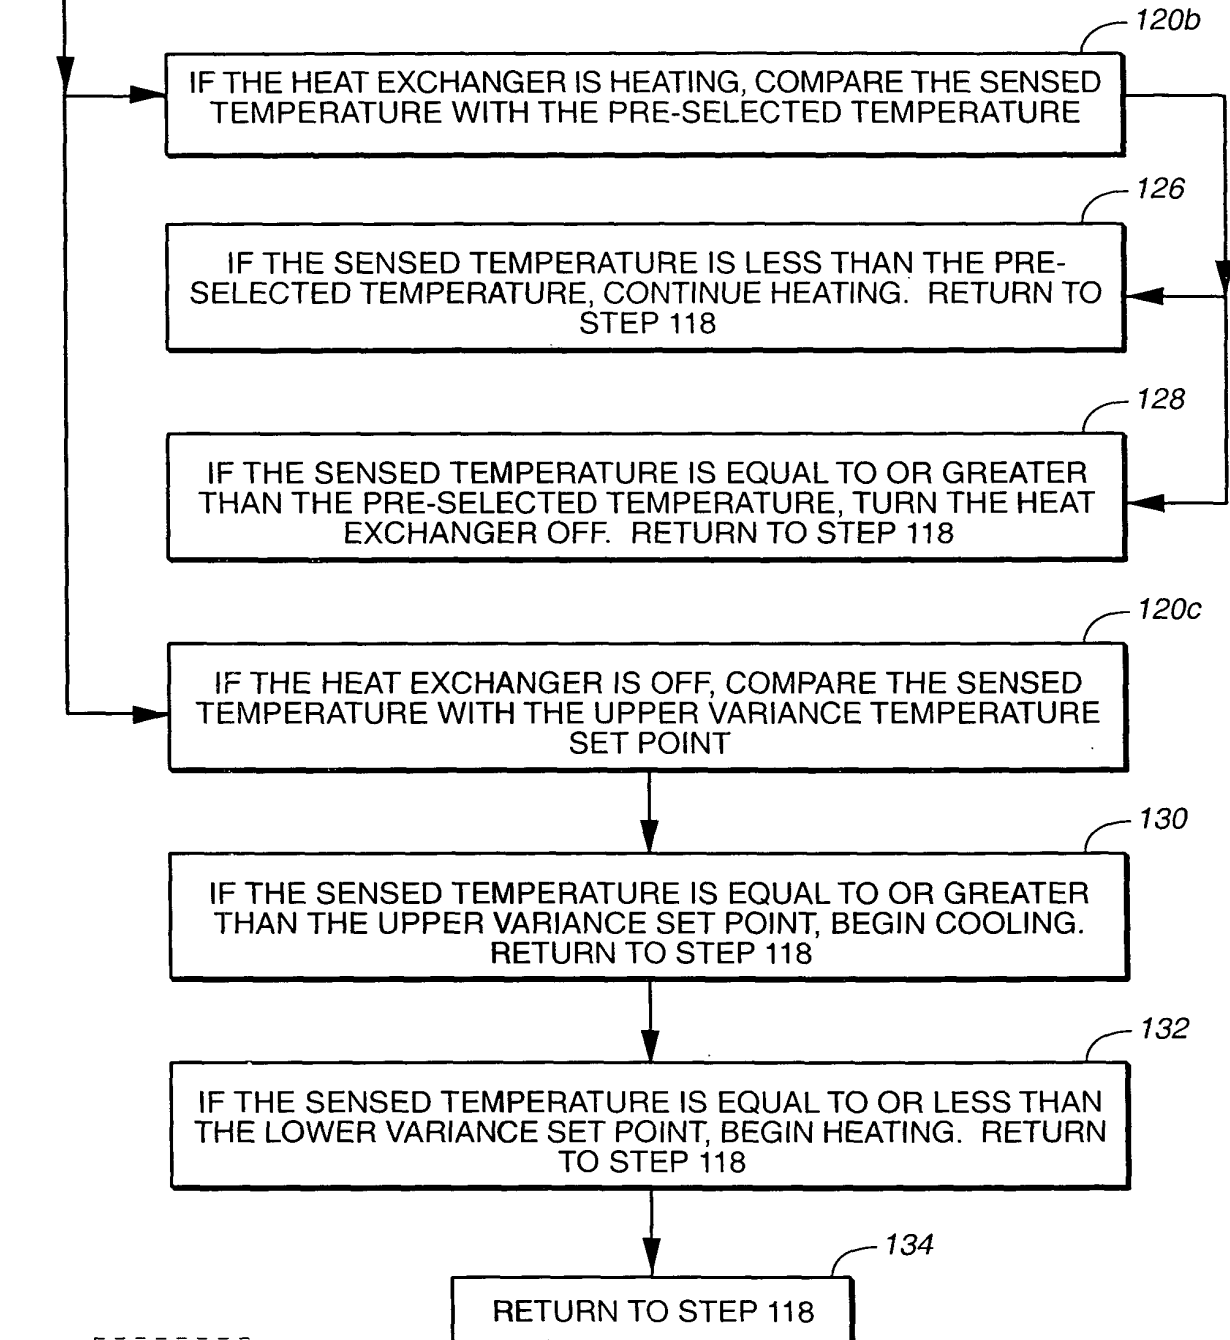 120b
IF THE HEAT EXCHANGER IS HEATING, COMPARE THE SENSED
TEMPERATURE WITH THE PRE-SELECTED TEMPERATURE
126
IF THE SENSED TEMPERATURE IS LESS THAN THE PRE-
SELECTED TEMPERATURE, CONTINUE HEATING. RETURN TO
STEP 118
128
IF THE SENSED TEMPERATURE IS EQUAL TO OR GREATER
THAN THE PRE-SELECTED TEMPERATURE, TURN THE HEAT
EXCHANGER OFF. RETURN TO STEP 118
120c
IF THE HEAT EXCHANGER IS OFF, COMPARE THE SENSED
TEMPERATURE WITH THE UPPER VARIANCE TEMPERATURE
SET POINT
130
IF THE SENSED TEMPERATURE IS EQUAL TO OR GREATER
THAN THE UPPER VARIANCE SET POINT, BEGIN COOLING.
RETURN TO STEP 118
132
IF THE SENSED TEMPERATURE IS EQUAL TO OR LESS THAN
THE LOWER VARIANCE SET POINT, BEGIN HEATING. RETURN
TO STEP 118
134
RETURN TO STEP 118